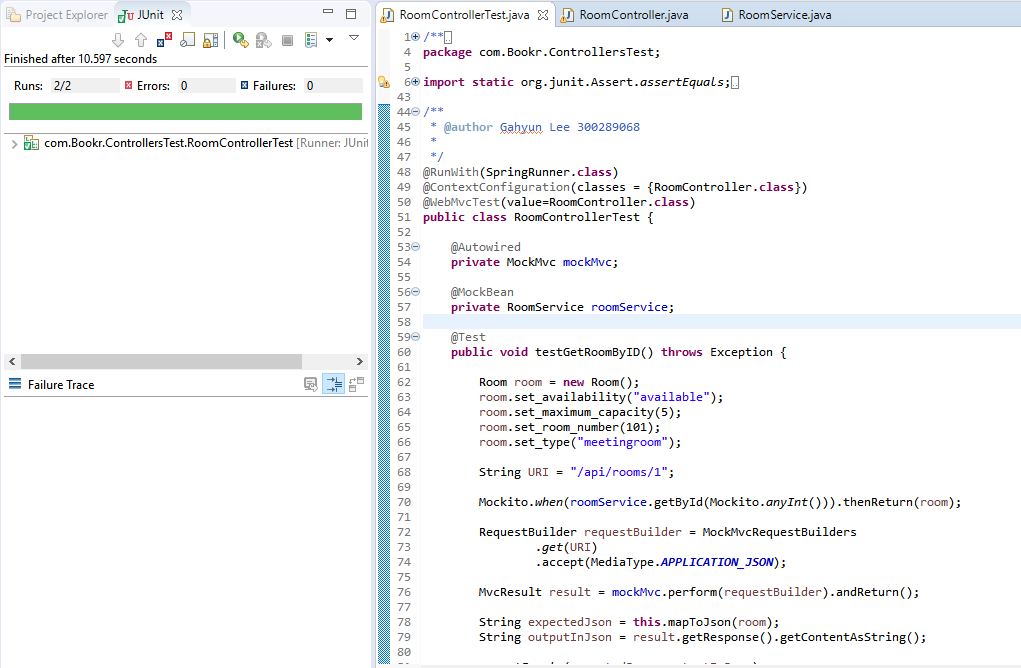 Project Explorer
JUnit
Finished after 10.597 seconds
Runs: 2/2
Errors: 0
Failures: 0
com.Bookr.ControllersTest.RoomControllerTest [Runner: JUnit
Failure Trace
RoomControllerTest.java
RoomController.java
RoomService.java
1 /**
4 package com.Bookr.ControllersTest;
5
6 import static org.junit.Assert.assertEquals;
43
44 /**
45 * @author Gahyun Lee 300289068
46 *
47 */
48 @RunWith(SpringRunner.class)
49 @ContextConfiguration(classes = {RoomController.class})
50 @WebMvcTest(value=RoomController.class)
51 public class RoomControllerTest {
52
53 @Autowired
54 private MockMvc mockMvc;
55
56 @MockBean
57 private RoomService roomService;
58
59 @Test
60 public void testGetRoomByID() throws Exception {
61
62 Room room = new Room();
63 room.set_availability("available");
64 room.set_maximum_capacity(5);
65 room.set_room_number(101);
66 room.set_type("meetingroom");
67
68 String URI = "/api/rooms/1";
69
70 Mockito.when(roomService.getById(Mockito.anyInt())).thenReturn(room);
71
72 RequestBuilder requestBuilder = MockMvcRequestBuilders
73 .get(URI)
74 .accept(MediaType.APPLICATION_JSON);
75
76 MvcResult result = mockMvc.perform(requestBuilder).andReturn();
77
78 String expectedJson = this.mapToJson(room);
79 String outputInJson = result.getResponse().getContentAsString();
80